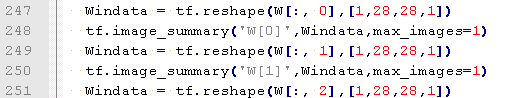 247 Windata = tf.reshape(W[:, 0],[1,28,28,1])
248 tf.image_summary('W[0]',Windata,max_images=1)
249 Windata = tf.reshape(W[:, 1],[1,28,28,1])
250 tf.image_summary('W[1]',Windata,max_images=1)
251 Windata = tf.reshape(W[:, 2],[1,28,28,1])